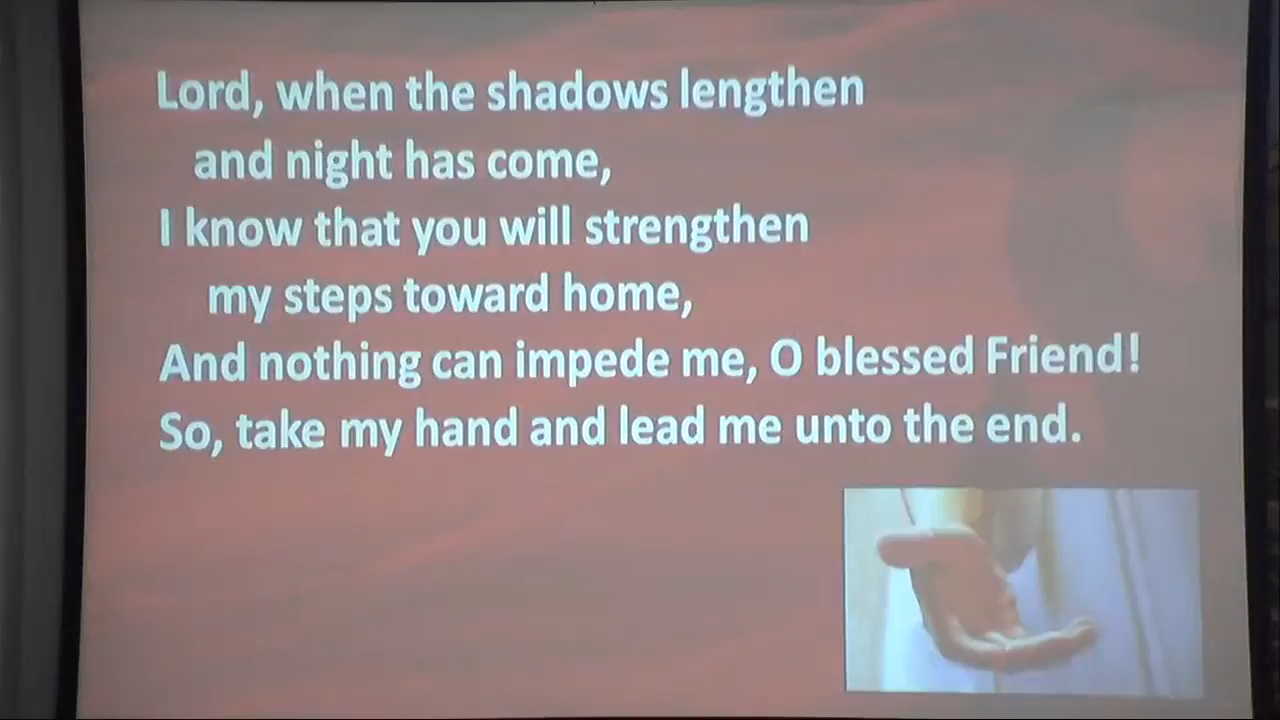 Lord, when the shadows lengthen
and night has come,
I know that you will strengthen
my steps toward home,
And nothing can impede me, O blessed Friend!
So, take my hand and lead me unto the end.